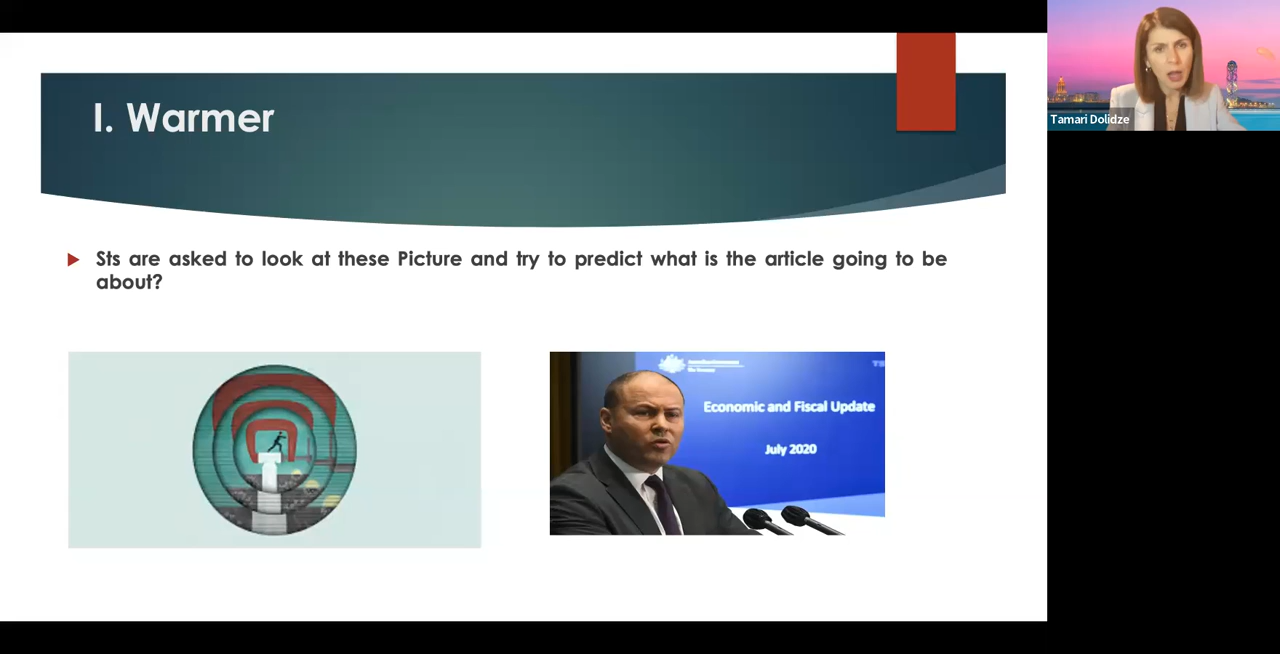 I. Warmer
Sts are asked to look at these Picture and try to predict what is the article going to be
about?
Economic and Fiscal Update
July 2020
Tamari Dolidze